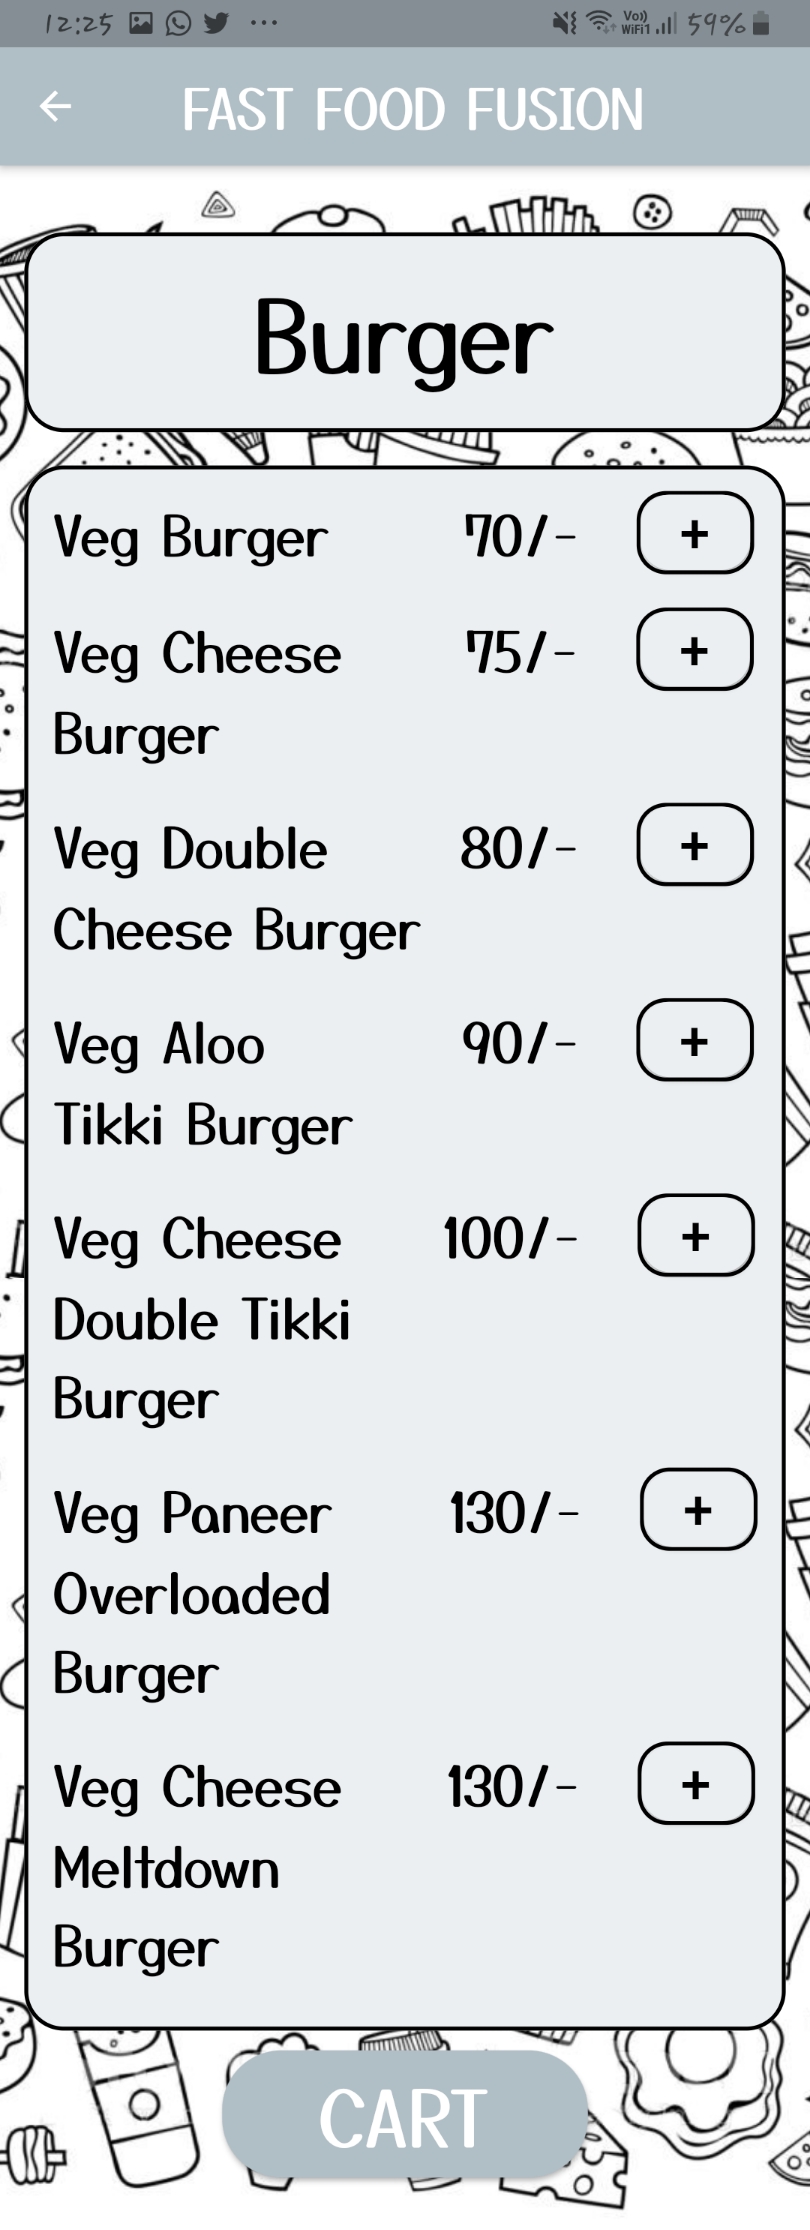 12:25 ... Vo)) WiFi1 59%
FAST FOOD FUSION
Burger
Veg Burger 70/- +
Veg Cheese 75/- +
Burger
Veg Double 80/- +
Cheese Burger
Veg Aloo 90/- +
Tikki Burger
Veg Cheese 100/- +
Double Tikki
Burger
Veg Paneer 130/- +
Overloaded
Burger
Veg Cheese 130/- +
Meltdown
Burger
CART